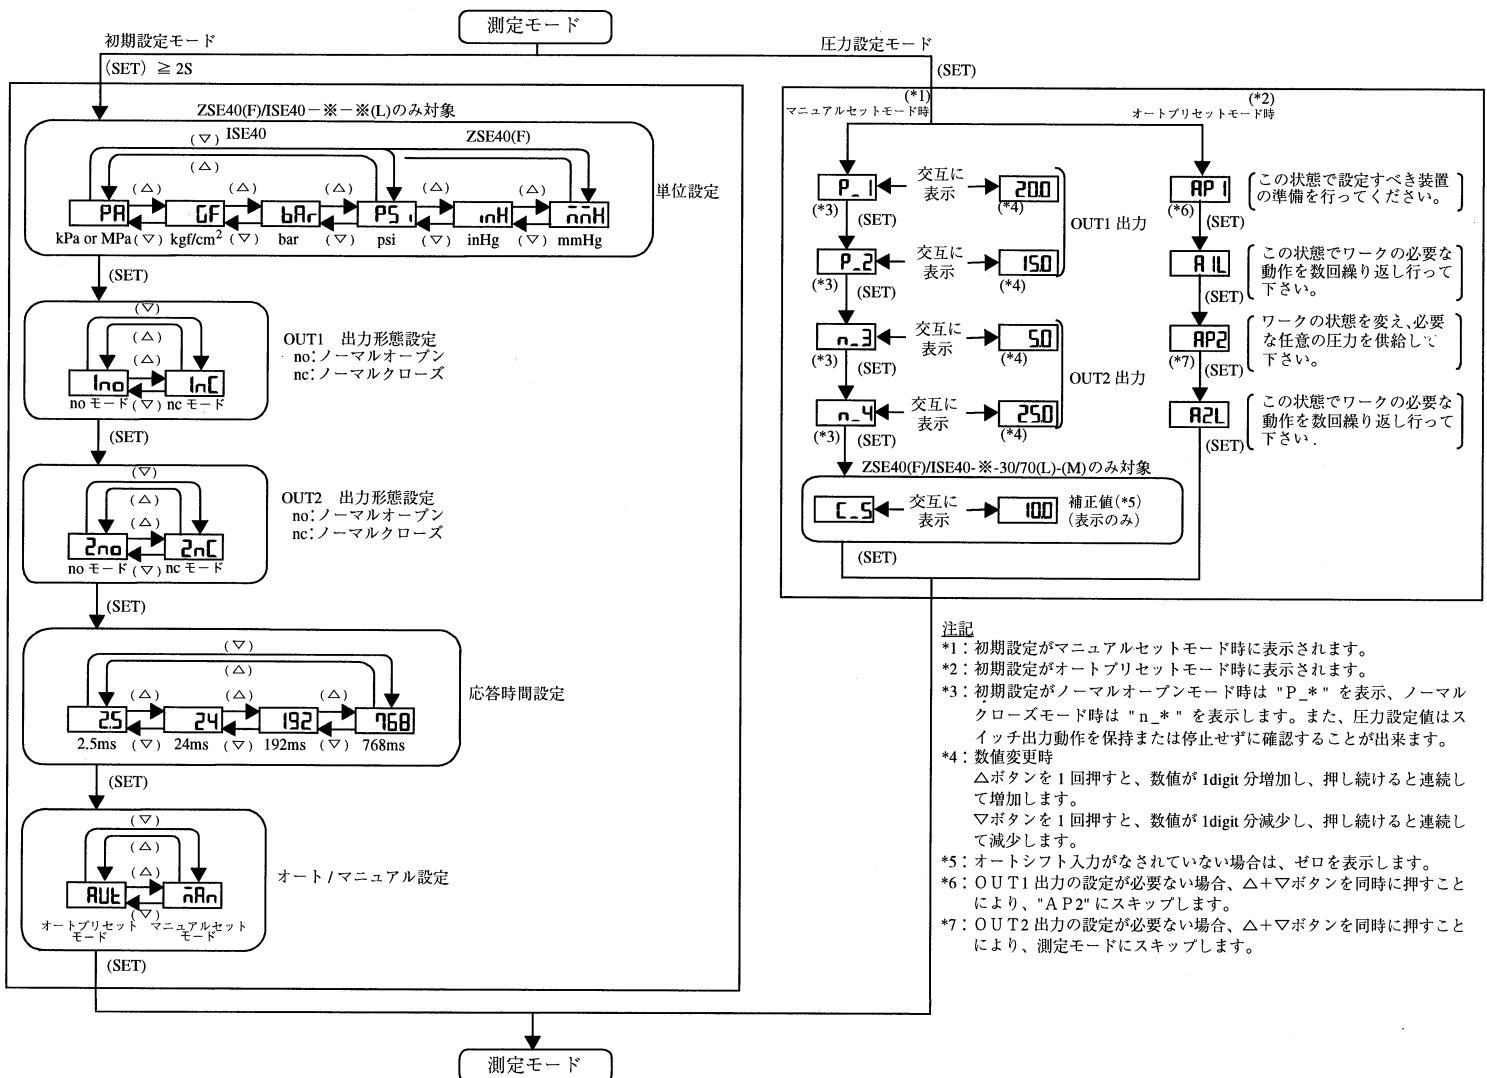 測定モード
初期設定モード
(SET) ≧ 2S
圧力設定モード
(SET)
ZSE40(F)/ISE40－※－※(L)のみ対象
(▽) ISE40 ZSE40(F)
(△)
(△) (△) (△) (△) (△)
PA GF bAr PSi inH mmH
kPa or MPa (▽) kgf/cm² (▽) bar (▽) psi (▽) inHg (▽) mmHg
単位設定
(SET)
(▽)
(△)
(△)
1no 1nC
no モード (▽) nc モード
OUT1 出力形態設定
no：ノーマルオープン
nc：ノーマルクローズ
(SET)
(▽)
(△)
(△)
2no 2nC
no モード (▽) nc モード
OUT2 出力形態設定
no：ノーマルオープン
nc：ノーマルクローズ
(SET)
(▽)
(△)
(△) (△) (△)
2.5 24 192 768
2.5ms (▽) 24ms (▽) 192ms (▽) 768ms
応答時間設定
(SET)
(▽)
(△)
(△)
AUt mAn
(▽)
オートプリセット マニュアルセット
モード モード
オート / マニュアル設定
(SET)
(*1)
マニュアルセットモード時
(*2)
オートプリセットモード時
P_1 交互に表示 20.0
(*3) (SET) (*4)
OUT1 出力
P_2 交互に表示 15.0
(*3) (SET) (*4)
n_3 交互に表示 5.0
(*3) (SET) (*4)
OUT2 出力
n_4 交互に表示 25.0
(*3) (SET) (*4)
ZSE40(F)/ISE40-※-30/70(L)-(M)のみ対象
C_5 交互に表示 10.0 補正値(*5)
（表示のみ）
(SET)
AP1 この状態で設定すべき装置
の準備を行ってください。
(*6) (SET)
A1L この状態でワークの必要な
動作を数回繰り返し行って
下さい。
(SET)
AP2 ワークの状態を変え、必要
な任意の圧力を供給して
下さい。
(*7) (SET)
A2L この状態でワークの必要な
動作を数回繰り返し行って
下さい.
(SET)
注記
*1：初期設定がマニュアルセットモード時に表示されます。
*2：初期設定がオートプリセットモード時に表示されます。
*3：初期設定がノーマルオープンモード時は "P_*" を表示、ノーマル
クローズモード時は "n_*" を表示します。また、圧力設定値はス
イッチ出力動作を保持または停止せずに確認することが出来ます。
*4：数値変更時
△ボタンを 1 回押すと、数値が 1digit 分増加し、押し続けると連続し
て増加します。
▽ボタンを 1 回押すと、数値が 1digit 分減少し、押し続けると連続し
て減少します。
*5：オートシフト入力がなされていない場合は、ゼロを表示します。
*6：ＯＵＴ1 出力の設定が必要ない場合、△＋▽ボタンを同時に押すこと
により、"ＡＰ2" にスキップします。
*7：ＯＵＴ2 出力の設定が必要ない場合、△＋▽ボタンを同時に押すこと
により、測定モードにスキップします。
測定モード